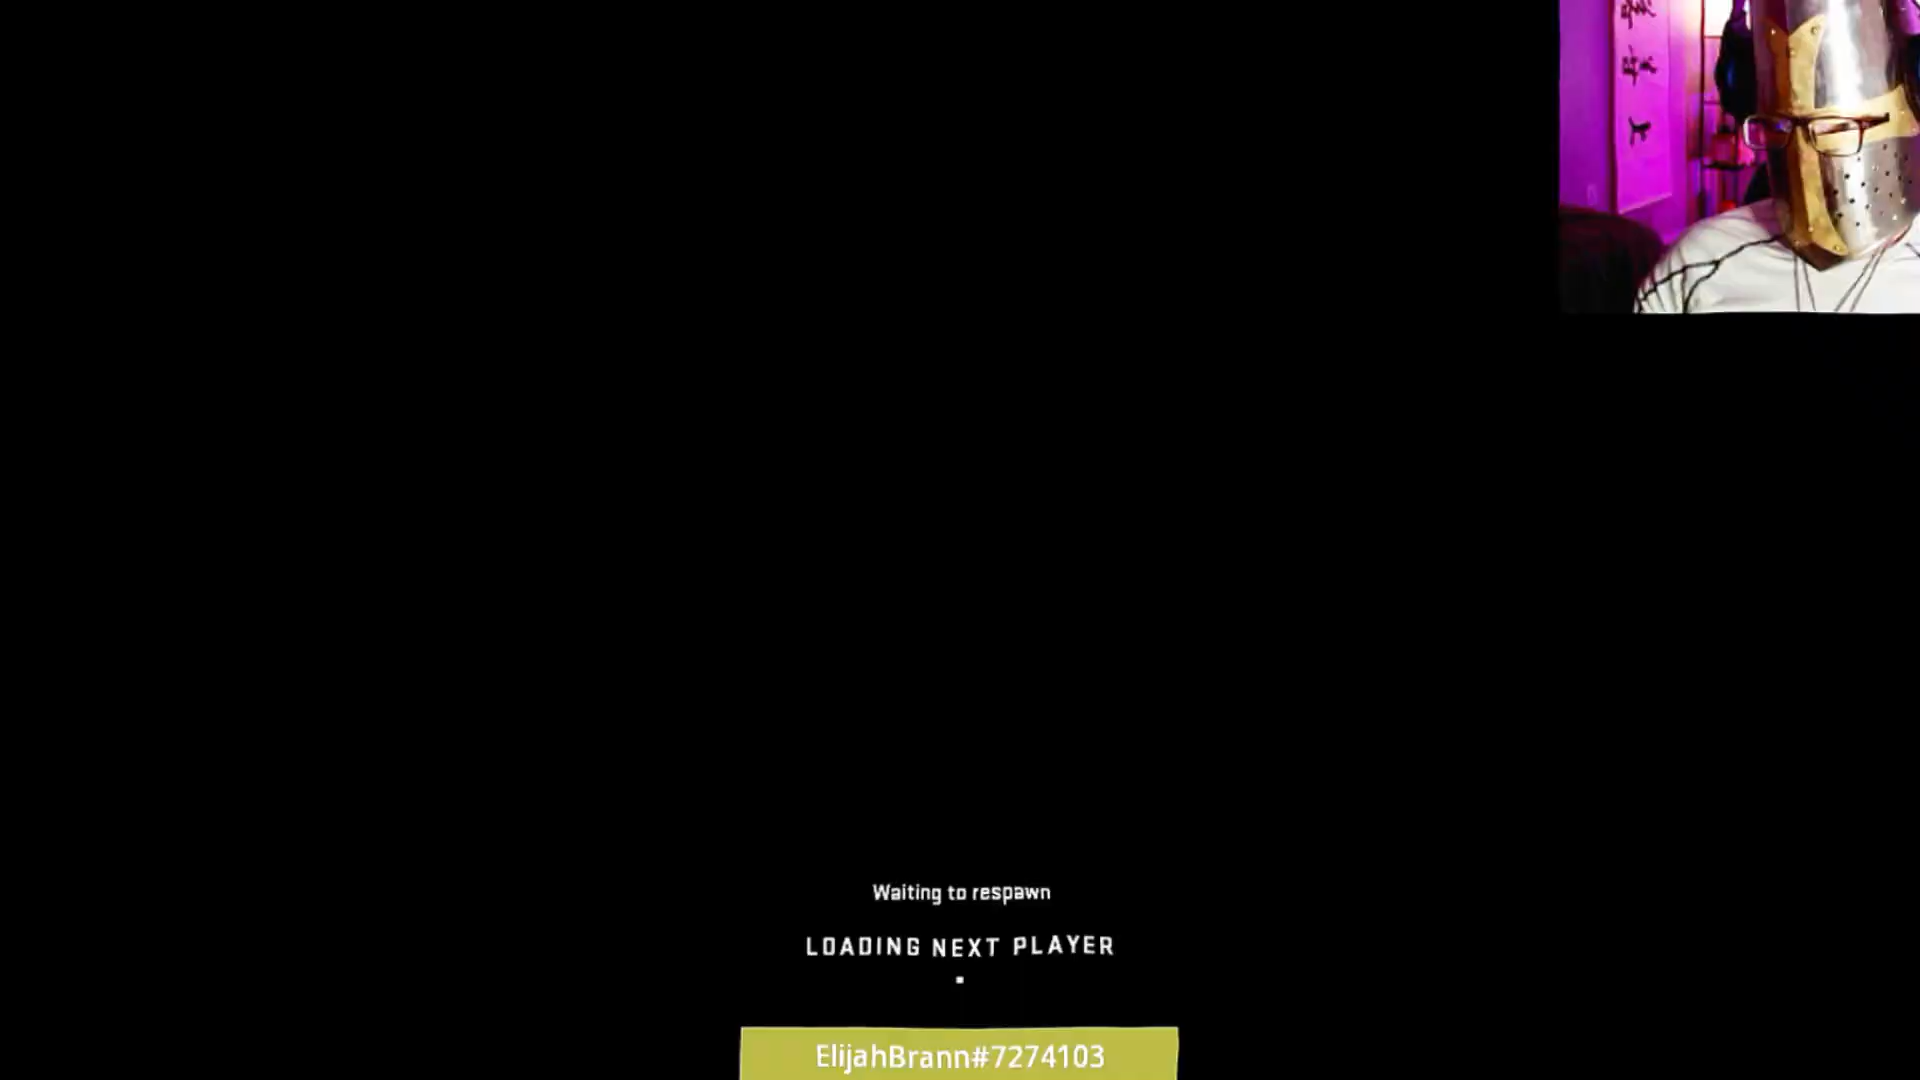 Waiting to respawn
LOADING NEXT PLAYER
ElijahBrann#7274103